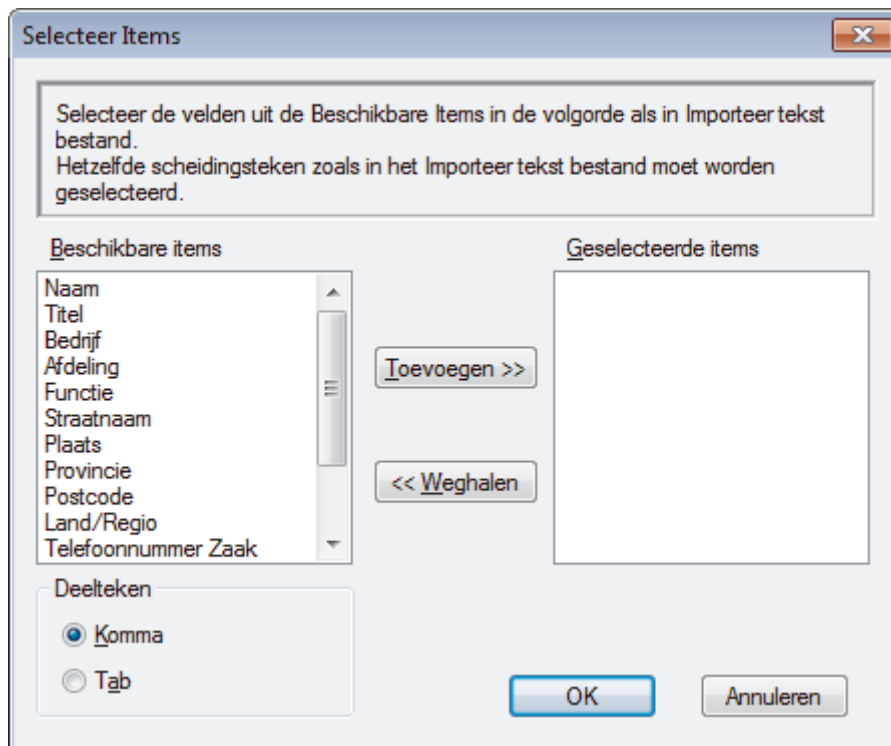 Selecteer Items
Selecteer de velden uit de Beschikbare Items in de volgorde als in Importeer tekst
bestand.
Hetzelfde scheidingsteken zoals in het Importeer tekst bestand moet worden
geselecteerd.
Beschikbare items
Geselecteerde items
Naam
Titel
Bedrijf
Afdeling
Functie
Straatnaam
Plaats
Provincie
Postcode
Land/Regio
Telefoonnummer Zaak
Toevoegen >>
<< Weghalen
Deelteken
Komma
Tab
OK
Annuleren